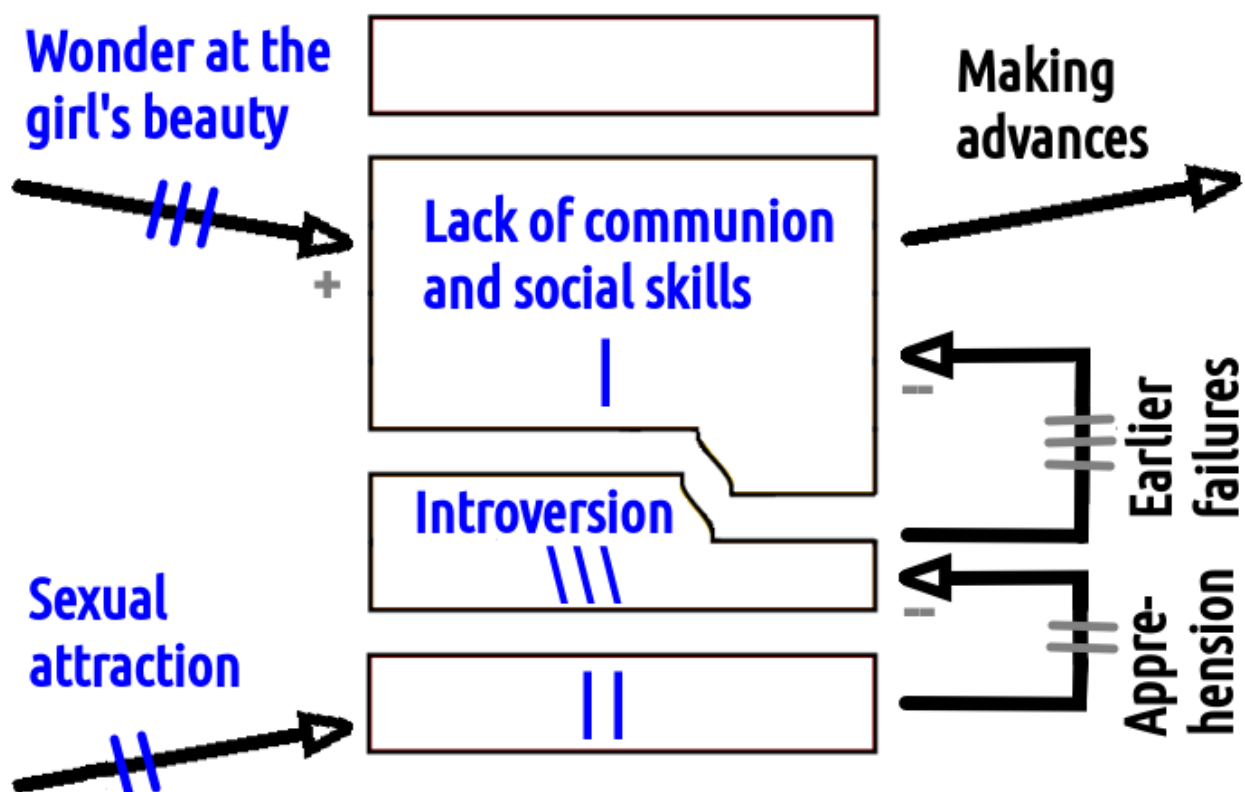 Wonder at the
girl's beauty
+
Lack of communion
and social skills
Making
advances
--
Earlier
failures
Introversion
--
Appre-
hension
Sexual
attraction